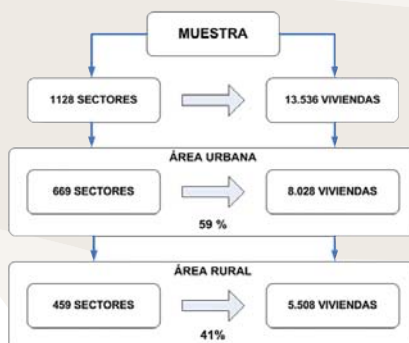 MUESTRA
1128 SECTORES
13.536 VIVIENDAS
ÁREA URBANA
669 SECTORES
8.028 VIVIENDAS
59 %
ÁREA RURAL
459 SECTORES
5.508 VIVIENDAS
41%